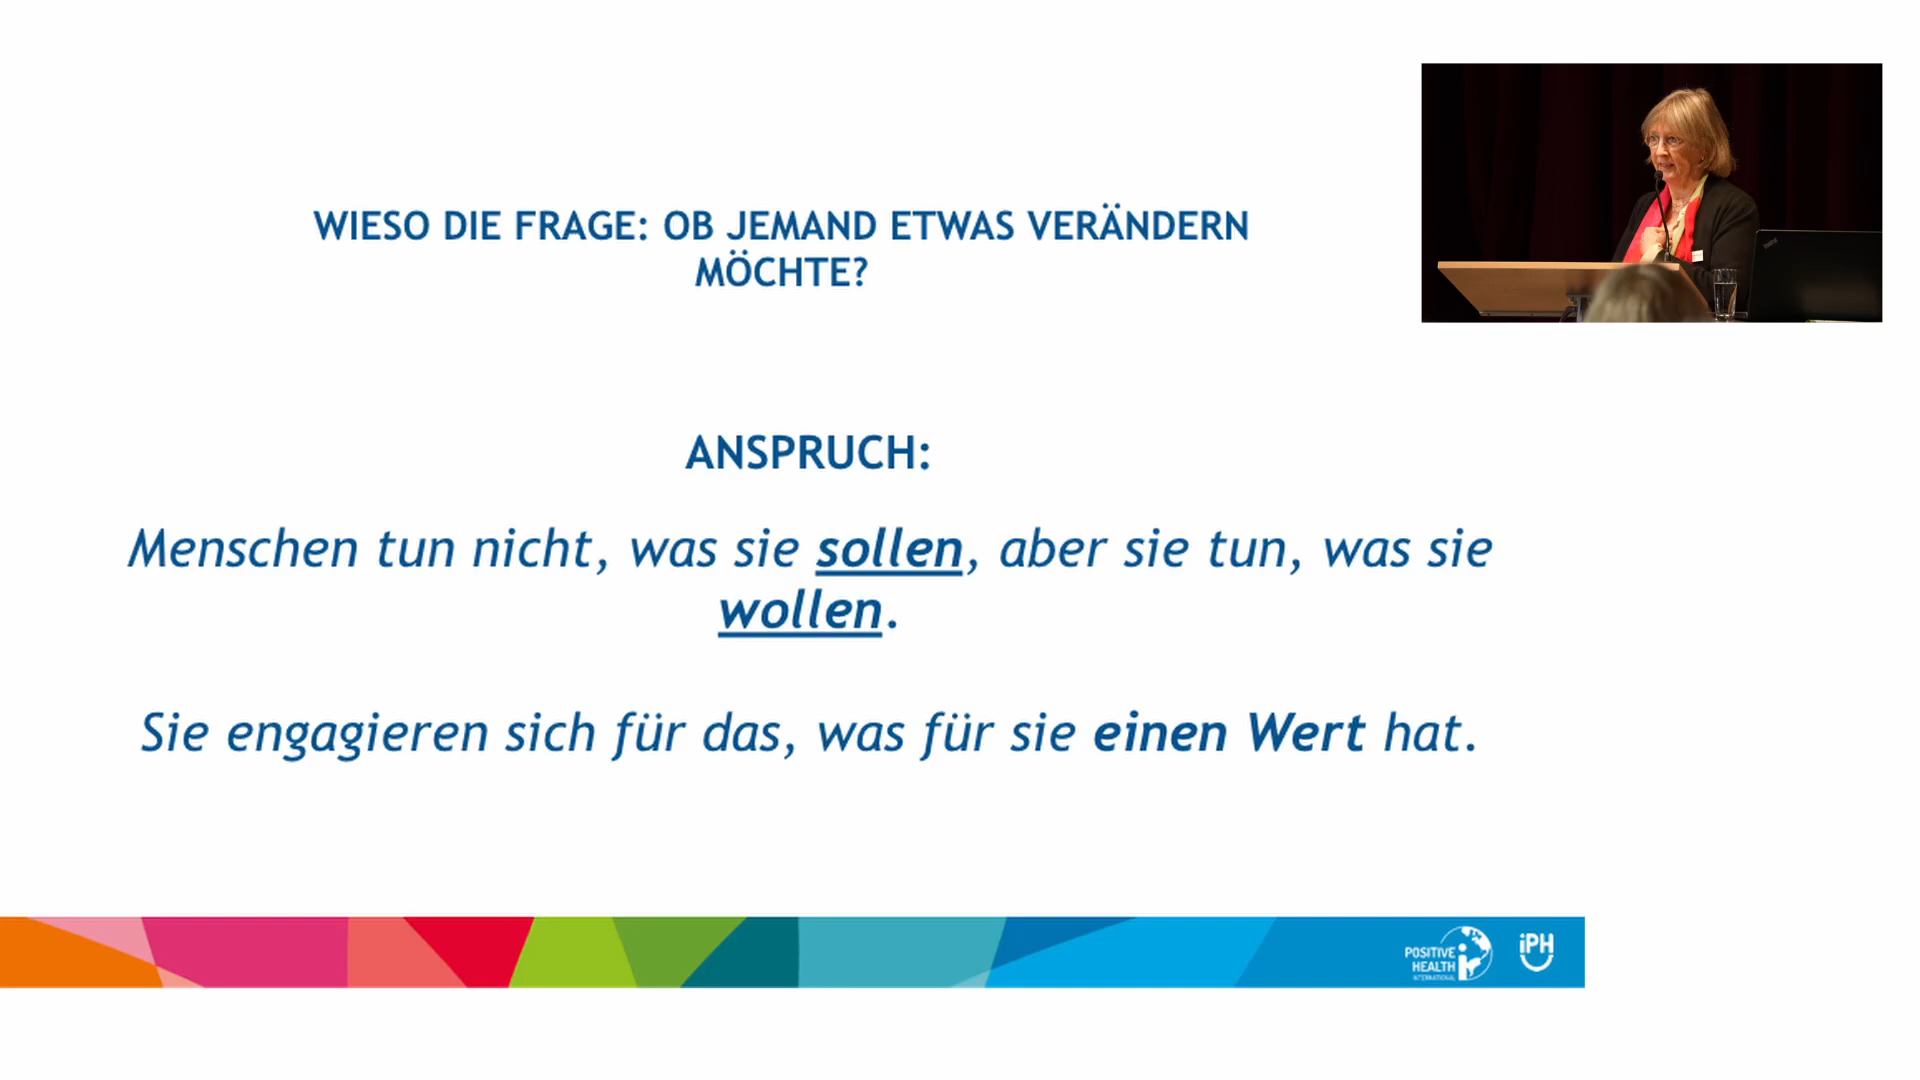 WIESO DIE FRAGE: OB JEMAND ETWAS VERÄNDERN
MÖCHTE?
ANSPRUCH:
Menschen tun nicht, was sie sollen, aber sie tun, was sie
wollen.
Sie engagieren sich für das, was für sie einen Wert hat.
POSITIVE
HEALTH
INTERNATIONAL
iPH